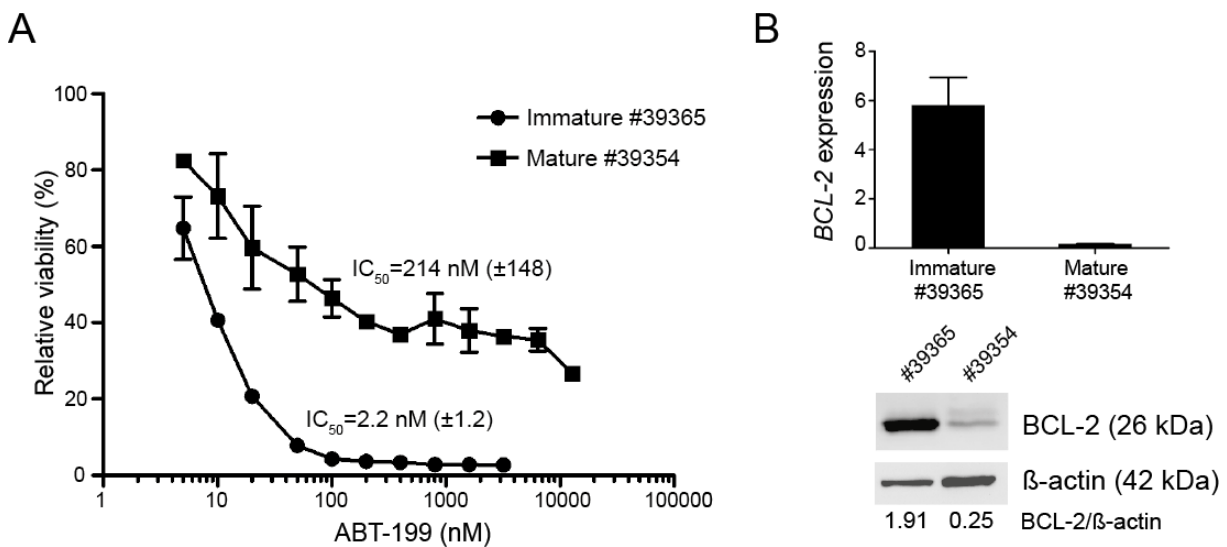 A
100
80
60
40
20
0
Relative viability (%)
1
10
100
1000
10000
100000
ABT-199 (nM)
Immature #39365
Mature #39354
IC50=214 nM (±148)
IC50=2.2 nM (±1.2)
B
8
6
4
2
0
BCL-2 expression
Immature
#39365
Mature
#39354
#39365
#39354
BCL-2 (26 kDa)
ß-actin (42 kDa)
1.91 0.25 BCL-2/ß-actin